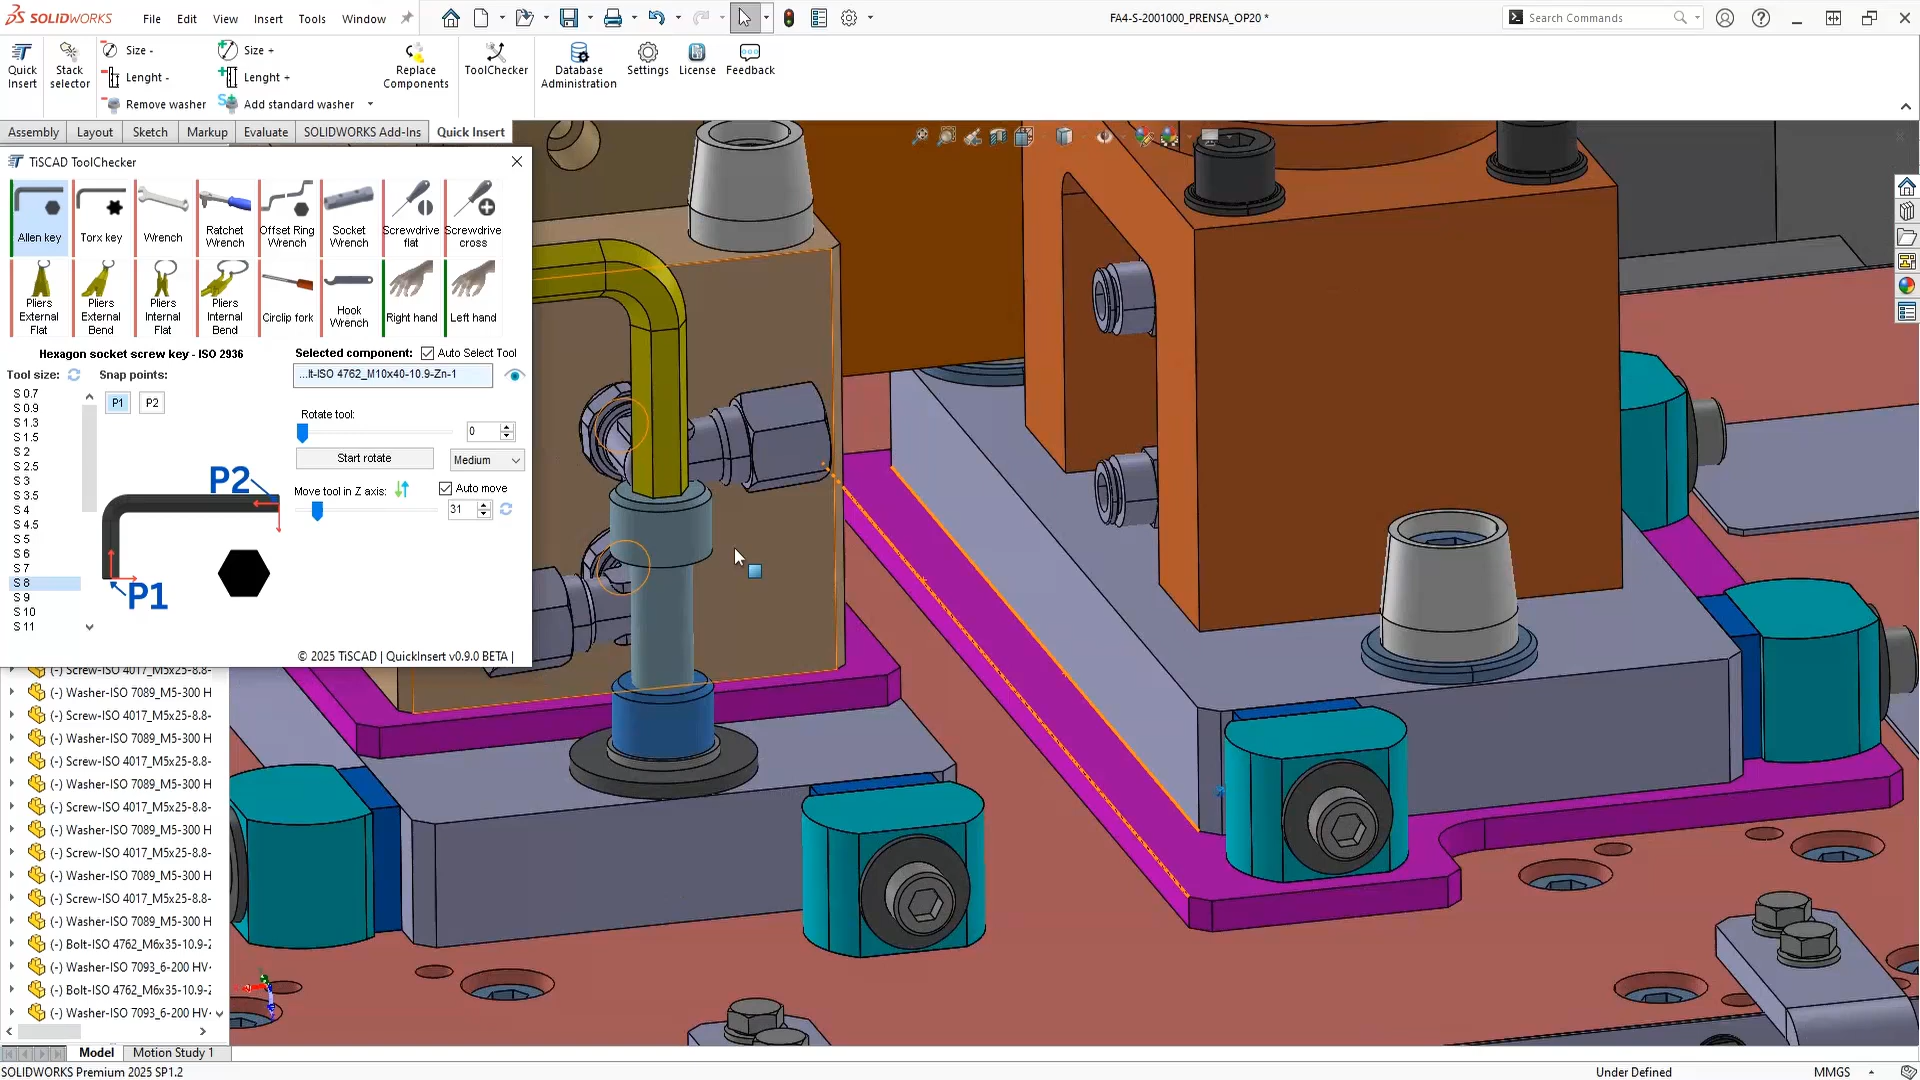 SOLIDWORKS
File Edit View Insert Tools Window
FA4-S-2001000_PRENSA_OP20 *
Search Commands
Quick Insert
Stack selector
Size -
Lenght -
Remove washer
Size +
Lenght +
Add standard washer
Replace Components
ToolChecker
Database Administration
Settings
License
Feedback
Assembly Layout Sketch Markup Evaluate SOLIDWORKS Add-Ins Quick Insert
TiSCAD ToolChecker
Allen key
Torx key
Wrench
Ratchet Wrench
Offset Ring Wrench
Socket Wrench
Screwdrive flat
Screwdrive cross
Pliers External Flat
Pliers External Bend
Pliers Internal Flat
Pliers Internal Bend
Circlip fork
Hook Wrench
Right hand
Left hand
Hexagon socket screw key - ISO 2936
Selected component:
Auto Select Tool
Tool size:
Snap points:
...lt-ISO 4762_M10x40-10.9-Zn-1
P1
P2
S 0.7
S 0.9
S 1.3
S 1.5
S 2
S 2.5
S 3
S 3.5
S 4
S 4.5
S 5
S 6
S 7
S 8
S 9
S 10
S 11
P2
P1
Rotate tool:
0
Start rotate
Medium
Move tool in Z axis:
Auto move
31
© 2025 TiSCAD | QuickInsert v0.9.0 BETA |
(-) Screw-ISO 4017_M5x25-8.8-
(-) Washer-ISO 7089_M5-300 H
(-) Screw-ISO 4017_M5x25-8.8-
(-) Washer-ISO 7089_M5-300 H
(-) Screw-ISO 4017_M5x25-8.8-
(-) Washer-ISO 7089_M5-300 H
(-) Screw-ISO 4017_M5x25-8.8-
(-) Washer-ISO 7089_M5-300 H
(-) Screw-ISO 4017_M5x25-8.8-
(-) Washer-ISO 7089_M5-300 H
(-) Screw-ISO 4017_M5x25-8.8-
(-) Washer-ISO 7089_M5-300 H
(-) Bolt-ISO 4762_M6x35-10.9-Z
(-) Washer-ISO 7093_6-200 HV-
(-) Bolt-ISO 4762_M6x35-10.9-Z
(-) Washer-ISO 7093_6-200 HV-
Model
Motion Study 1
SOLIDWORKS Premium 2025 SP1.2
Under Defined
MMGS